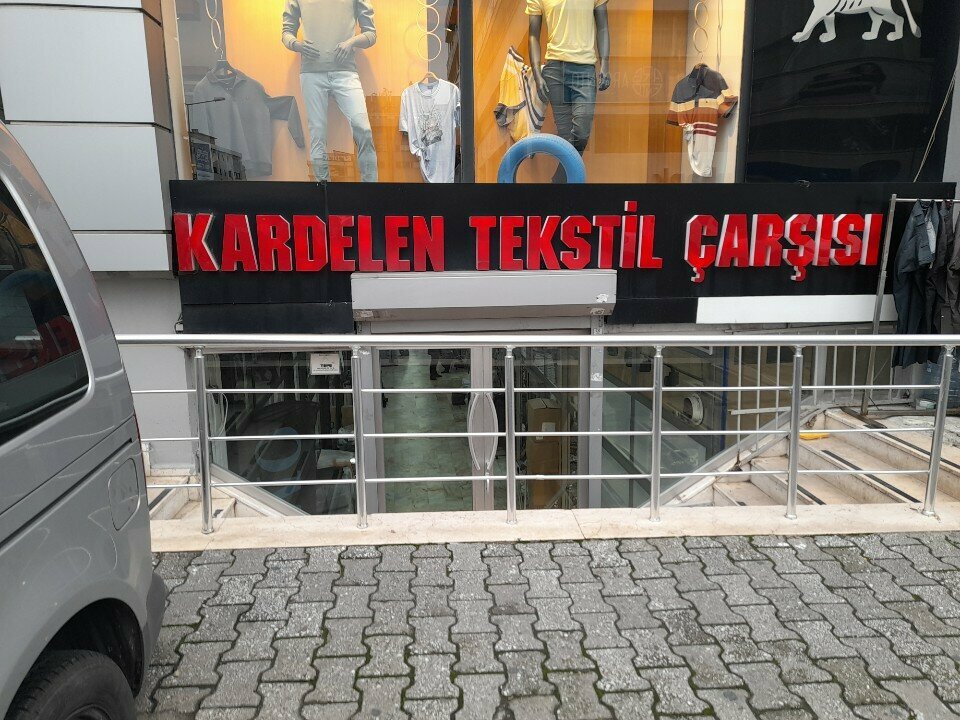 KARDELEN TEKSTİL ÇARŞISI